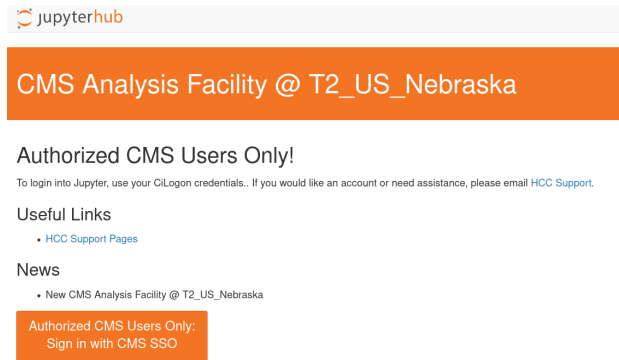 jupyterhub
CMS Analysis Facility @ T2_US_Nebraska
Authorized CMS Users Only!
To login into Jupyter, use your CiLogon credentials.. If you would like an account or need assistance, please email HCC Support.
Useful Links
HCC Support Pages
News
New CMS Analysis Facility @ T2_US_Nebraska
Authorized CMS Users Only:
Sign in with CMS SSO